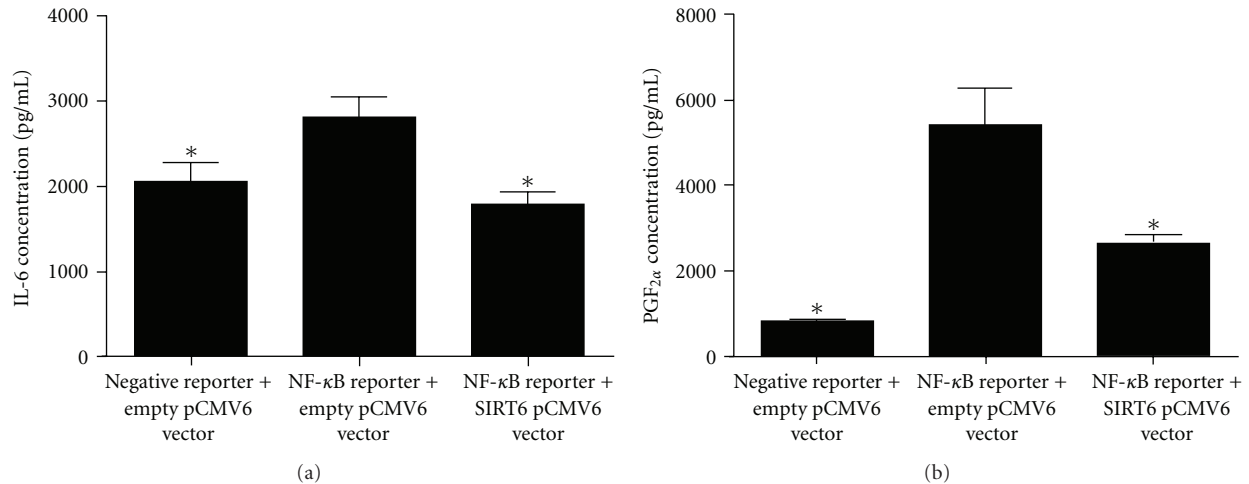 4000
3000
2000
1000
0
IL-6 concentration (pg/mL)
*
*
Negative reporter +
empty pCMV6
vector
NF-κB reporter +
empty pCMV6
vector
NF-κB reporter +
SIRT6 pCMV6
vector
(a)
8000
6000
4000
2000
0
PGF2α concentration (pg/mL)
*
*
Negative reporter +
empty pCMV6
vector
NF-κB reporter +
empty pCMV6
vector
NF-κB reporter +
SIRT6 pCMV6
vector
(b)